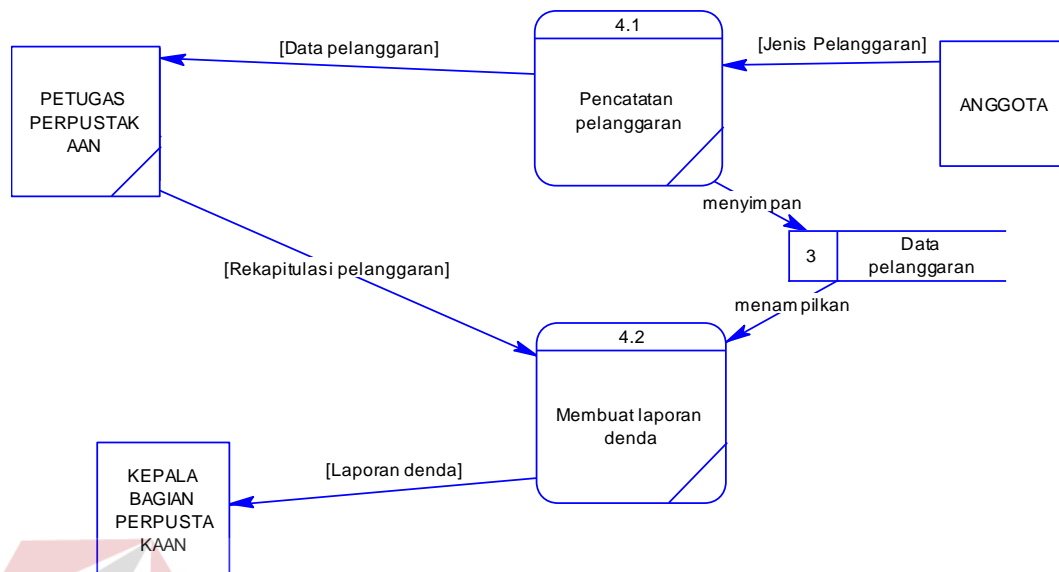 4.1
[Data pelanggaran]
[Jenis Pelanggaran]
PETUGAS
PERPUSTAK
AAN
Pencatatan
pelanggaran
ANGGOTA
menyimpan
3
Data
pelanggaran
[Rekapitulasi pelanggaran]
menampilkan
4.2
Membuat laporan
denda
[Laporan denda]
KEPALA
BAGIAN
PERPUSTA
KAAN